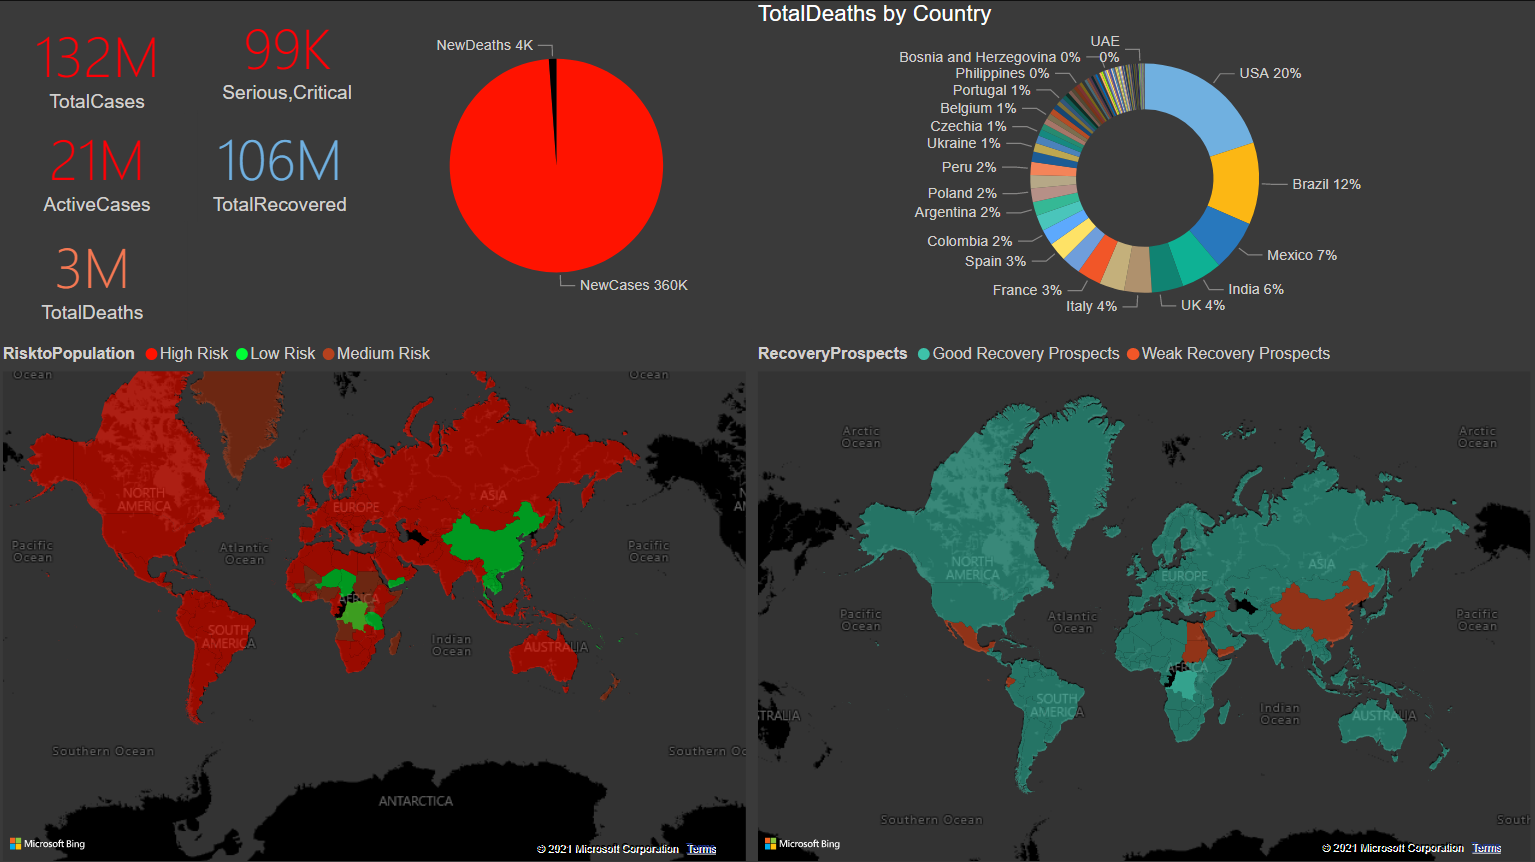 132M
TotalCases
99K
Serious,Critical
21M
ActiveCases
106M
TotalRecovered
3M
TotalDeaths
NewDeaths 4K
NewCases 360K
TotalDeaths by Country
UAE
0%
Bosnia and Herzegovina 0%
Philippines 0%
Portugal 1%
Belgium 1%
Czechia 1%
Ukraine 1%
Peru 2%
Poland 2%
Argentina 2%
Colombia 2%
Spain 3%
France 3%
Italy 4%
UK 4%
India 6%
Mexico 7%
Brazil 12%
USA 20%
RisktoPopulation High Risk Low Risk Medium Risk
Ocean
Ocean
NORTH
AMERICA
EUROPE
ASIA
Pacific
Ocean
Atlantic
Ocean
Pacific
Ocean
AFRICA
SOUTH
AMERICA
Indian
Ocean
AUSTRALIA
Southern Ocean
Southern Oc
ANTARCTICA
Microsoft Bing
© 2021 Microsoft Corporation Terms
RecoveryProspects Good Recovery Prospects Weak Recovery Prospects
Arctic
Ocean
Arctic
Ocean
NORTH
AMERICA
EUROPE
ASIA
Pacific
Ocean
Atlantic
Ocean
Pacific
Ocean
AFRICA
SOUTH
AMERICA
Indian
Ocean
TRALIA
AUSTRALIA
Southern Ocean
South
Microsoft Bing
© 2021 Microsoft Corporation Terms